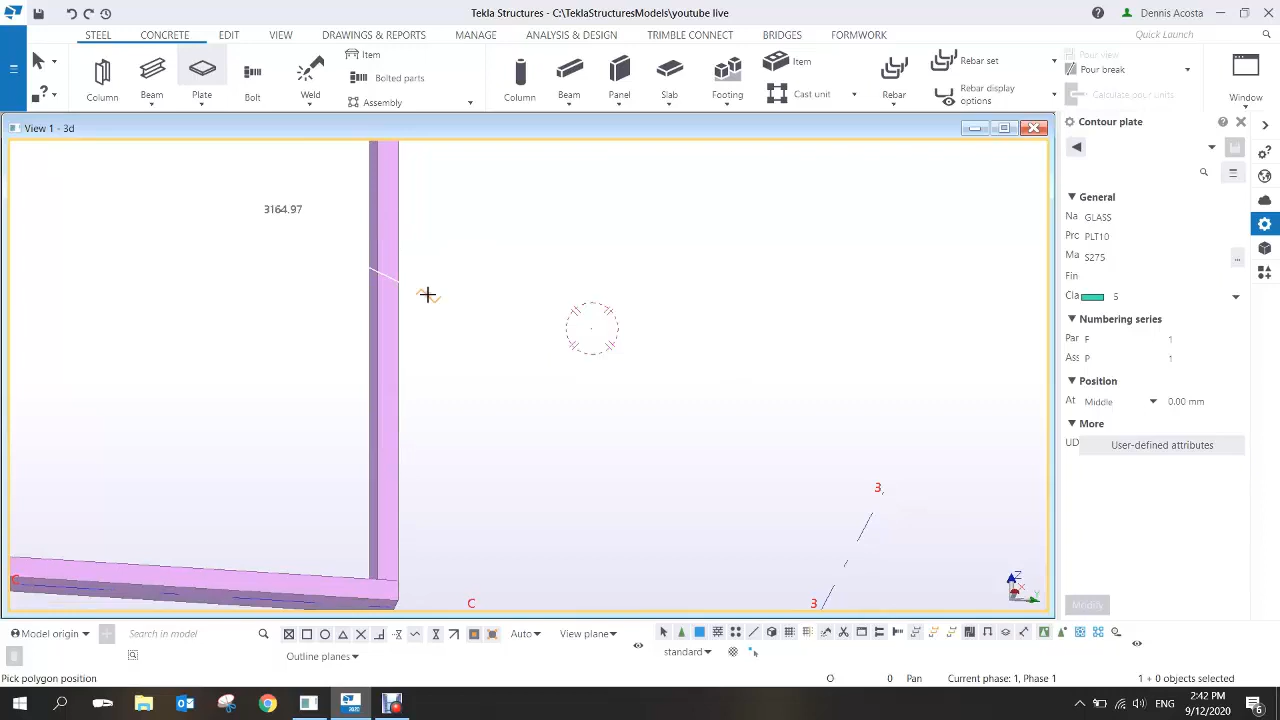 Tekla Structures - C:\TeklaStructuresModels\youtube live
Dennis Acosta
STEEL CONCRETE EDIT VIEW DRAWINGS & REPORTS MANAGE ANALYSIS & DESIGN TRIMBLE CONNECT BRIDGES FORMWORK
Quick Launch
Column
Beam
Plate
Bolt
Weld
Item
Bolted parts
Assembly
Column
Beam
Panel
Slab
Footing
Item
Cast unit
Rebar
Rebar set
Rebar display options
Pour view
Pour break
Calculate pour units
Window
View 1 - 3d
3164.97
3
C
C
3
Z
Y
Contour plate
General
Na GLASS
Pro PLT10
Ma S275 ...
Fin
Cla 5
Numbering series
Par F 1
Ass P 1
Position
At Middle 0.00 mm
More
UD User-defined attributes
Modify
Model origin
Search in model
Auto
View plane
Outline planes
standard
Pick polygon position
O 0 Pan Current phase: 1, Phase 1 1 + 0 objects selected
ENG
2:42 PM
9/12/2020
6